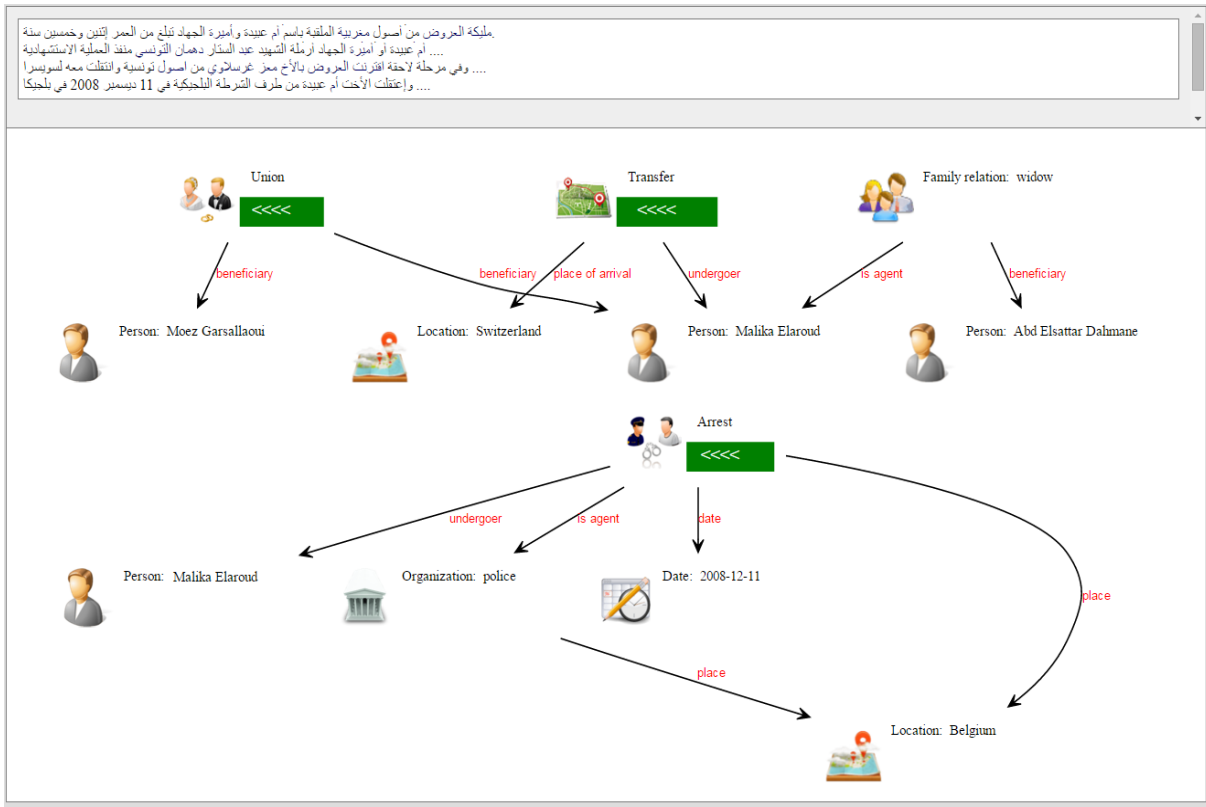 مليكة العروض من أصول مغربية الملقبة باسم أم عبيدة وأميرة الجهاد تبلغ من العمر إثنين وخمسين سنة.
أم عبيدة أو أميرة الجهاد أرملة الشهيد عبد الستار دهمان التونسي منفذ العملية الاستشهادية ....
وفي مرحلة لاحقة اقترنت العروض بالأخ معز غرسلاوي من اصول تونسية وانتقلت معه لسويسرا ....
وإعتقلت الأخت أم عبيدة من طرف الشرطة البلجيكية في 11 ديسمبر 2008 في بلجيكا ....
Union
<<<<
Transfer
<<<<
Family relation: widow
beneficiary
beneficiary
place of arrival
undergoer
is agent
beneficiary
Person: Moez Garsallaoui
Location: Switzerland
Person: Malika Elaroud
Person: Abd Elsattar Dahmane
Arrest
<<<<
undergoer
is agent
date
place
Person: Malika Elaroud
Organization: police
Date: 2008-12-11
place
Location: Belgium